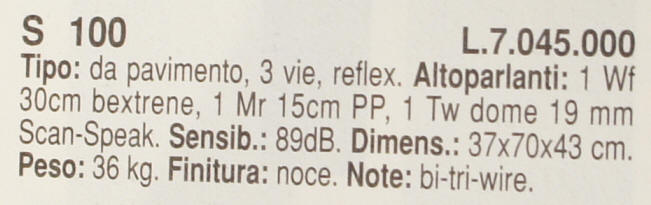 S 100 L.7.045.000
Tipo: da pavimento, 3 vie, reflex. Altoparlanti: 1 Wf
30cm bextrene, 1 Mr 15cm PP, 1 Tw dome 19 mm
Scan-Speak. Sensib.: 89dB. Dimens.: 37x70x43 cm.
Peso: 36 kg. Finitura: noce. Note: bi-tri-wire.